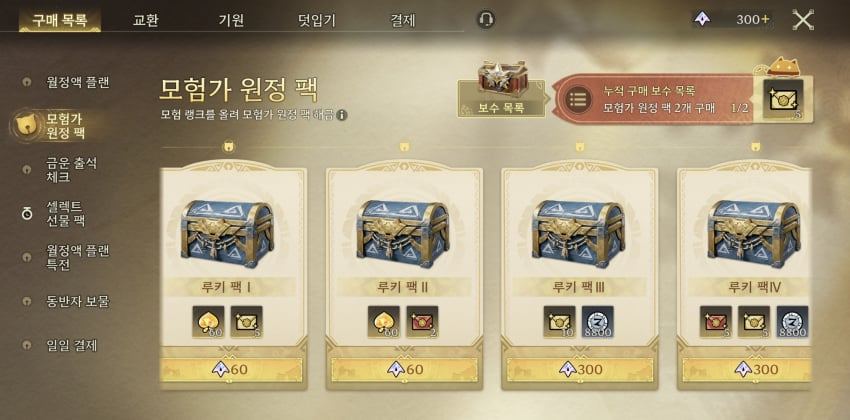 구매 목록
교환
기원
덧입기
결제
300+
월정액 플랜
모험가
원정 팩
금운 출석
체크
셀렉트
선물 팩
월정액 플랜
특전
동반자 보물
일일 결제
모험가 원정 팩
모험 랭크를 올려 모험가 원정 팩 해금
보수 목록
누적 구매 보수 목록
모험가 원정 팩 2개 구매 1/2
5
루키 팩 I
60
5
60
루키 팩 II
60
2
60
루키 팩 III
10
8800
300
루키 팩 IV
5
5
8800
300